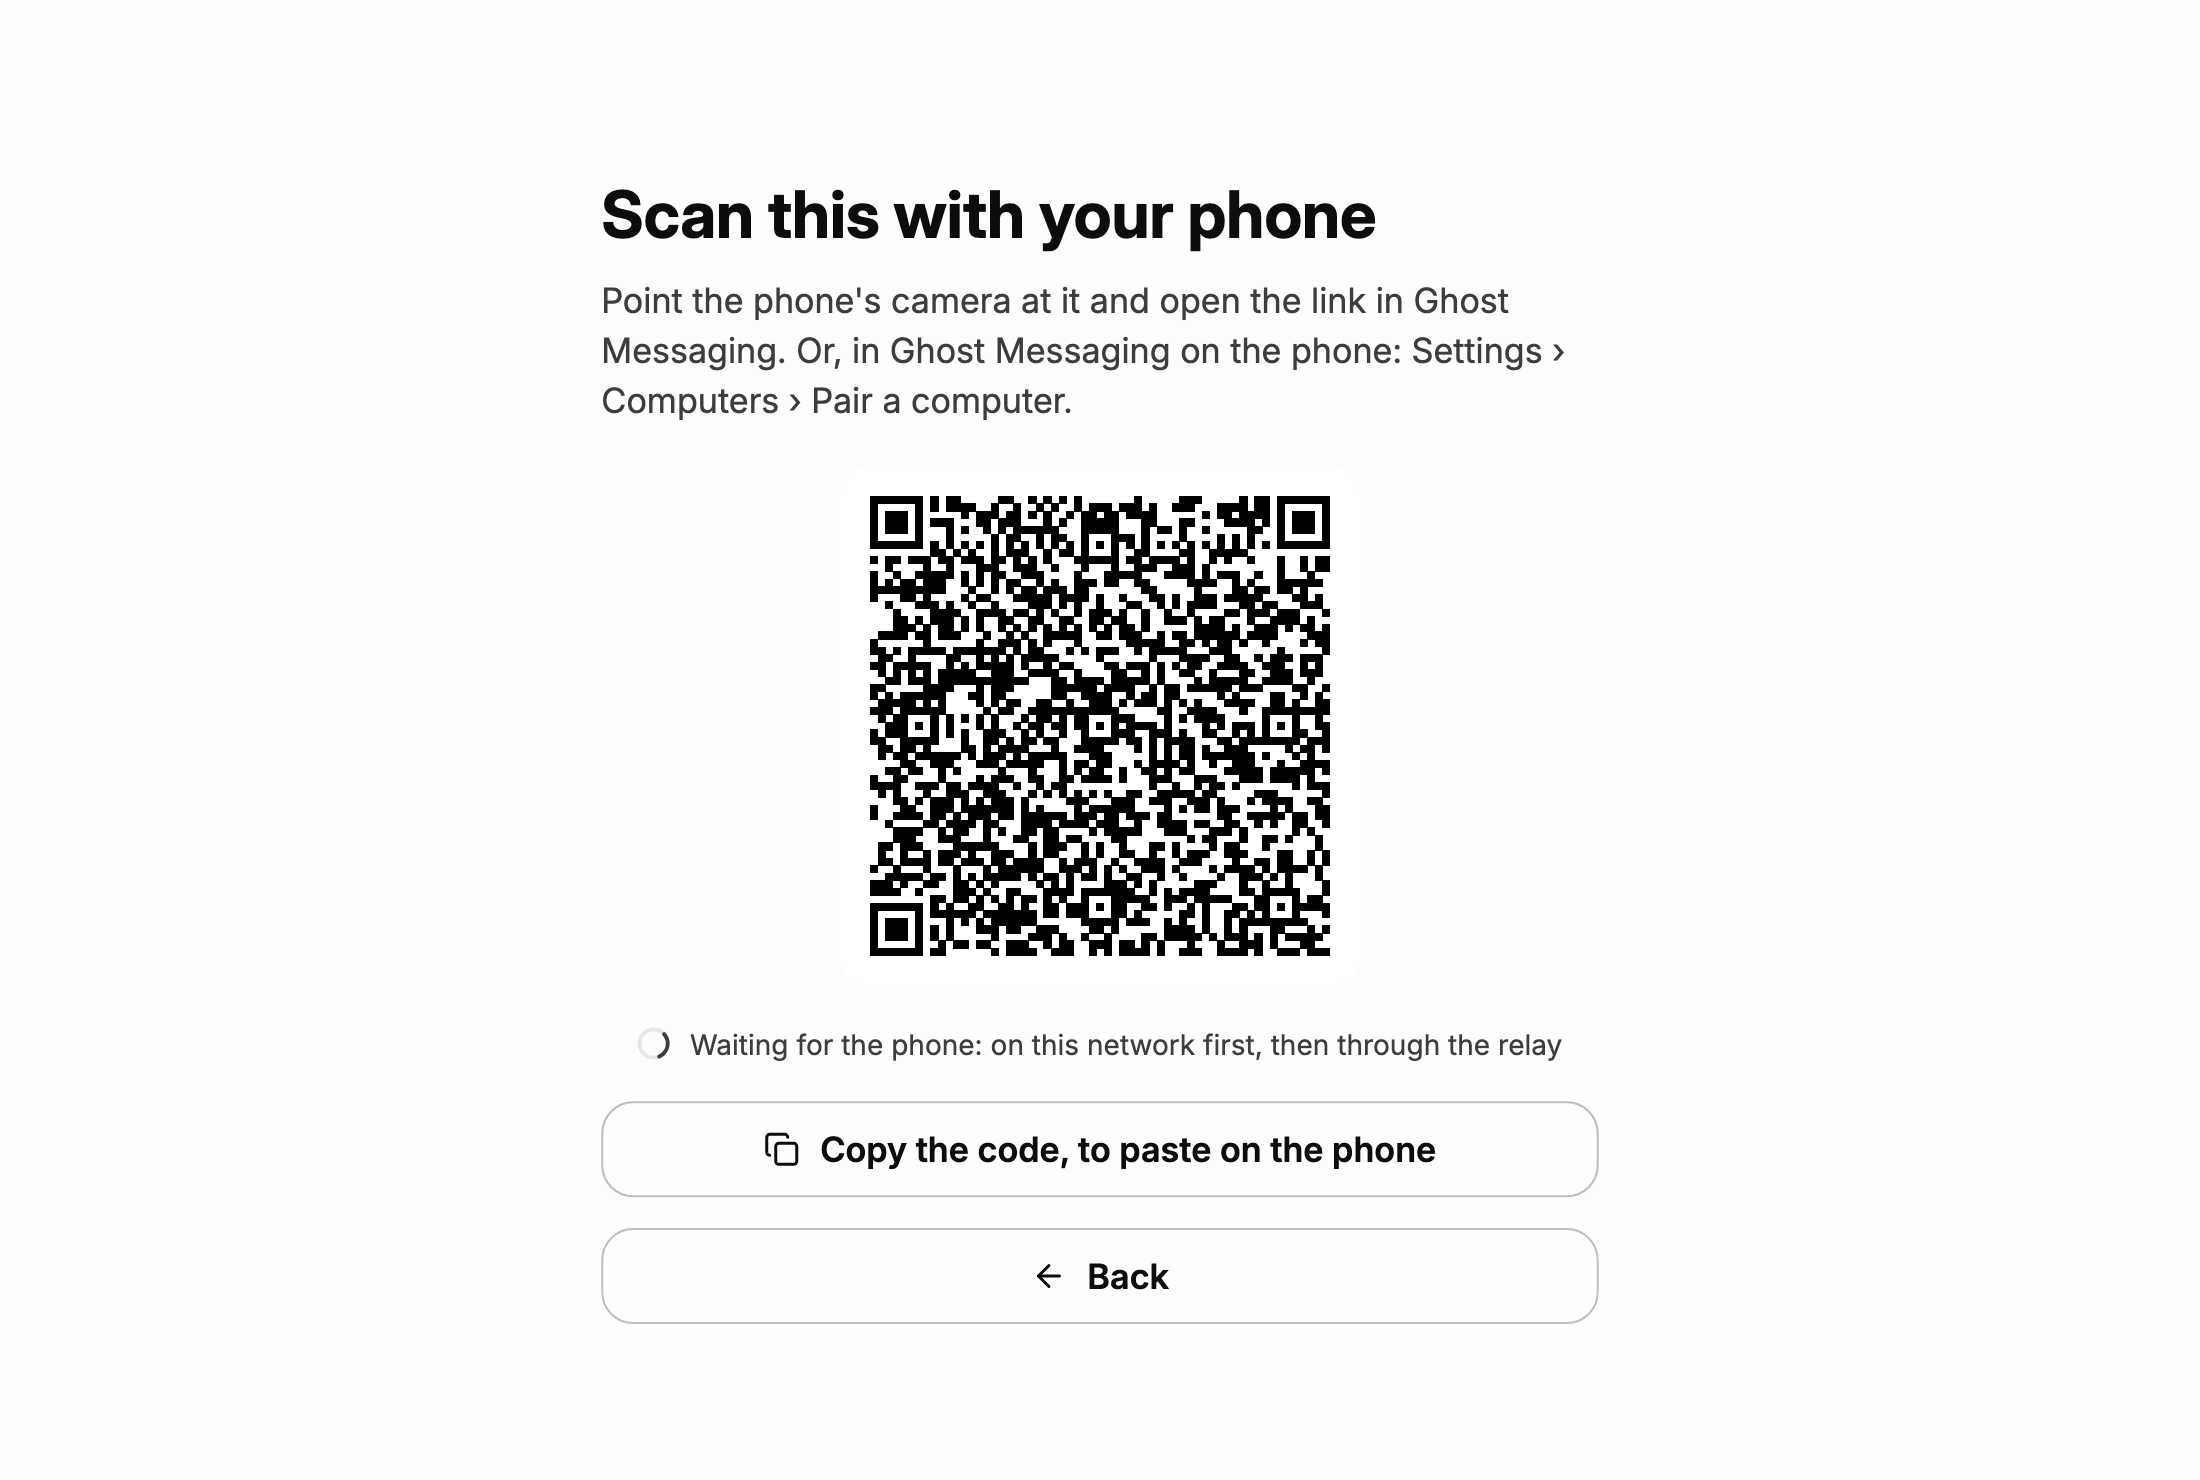 Scan this with your phone
Point the phone's camera at it and open the link in Ghost
Messaging. Or, in Ghost Messaging on the phone: Settings ›
Computers › Pair a computer.
Waiting for the phone: on this network first, then through the relay
Copy the code, to paste on the phone
Back